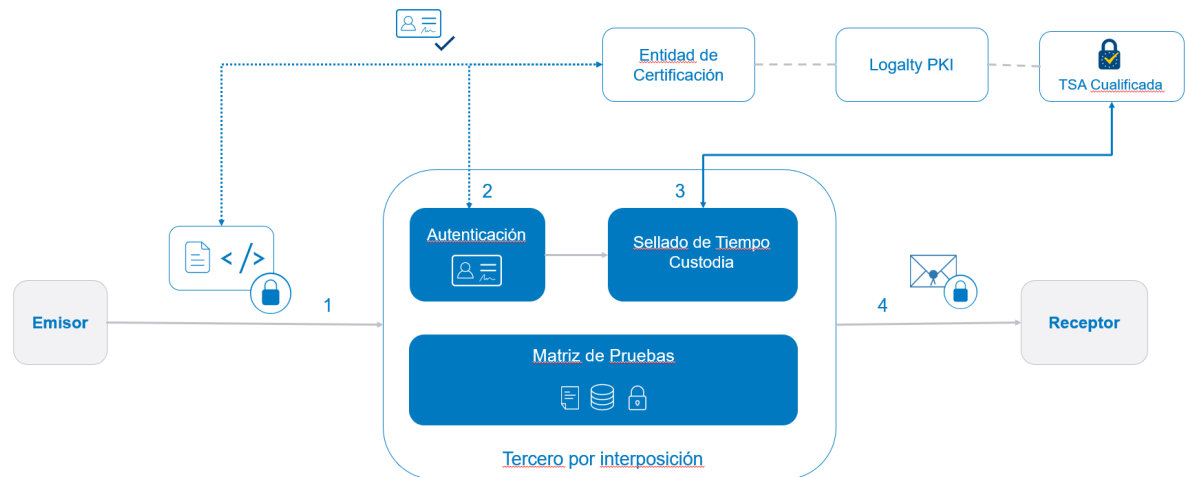 Entidad de
Certificación
Logalty PKI
TSA Cualificada
2
3
Autenticación
Sellado de Tiempo
Custodia
</>
1
4
Emisor
Receptor
Matriz de Pruebas
Tercero por interposición